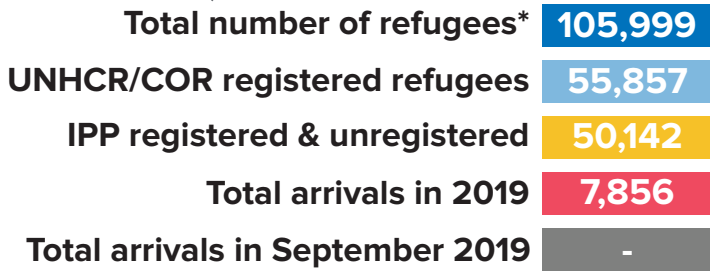 Total number of refugees* 105,999
UNHCR/COR registered refugees 55,857
IPP registered & unregistered 50,142
Total arrivals in 2019 7,856
Total arrivals in September 2019 -